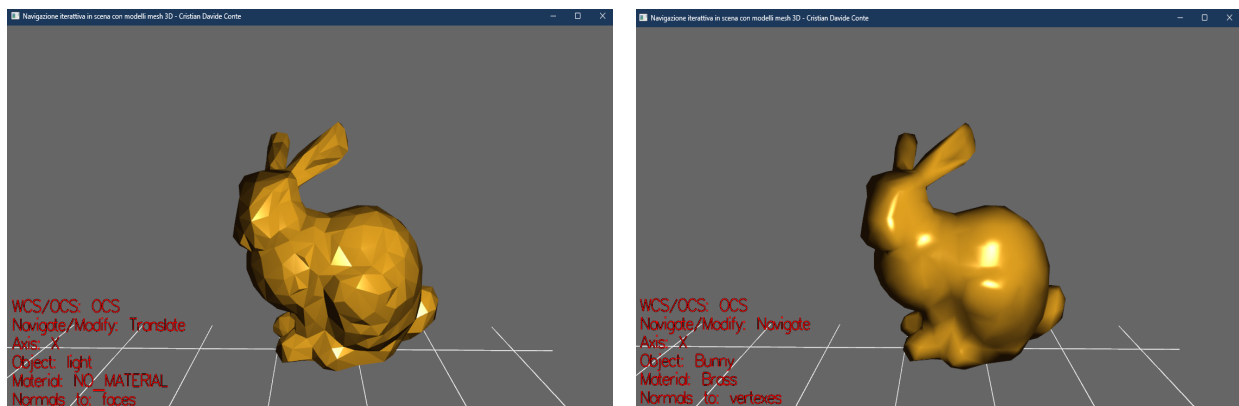 Navigazione iterattiva in scena con modelli mesh 3D - Cristian Davide Conte
WCS/OCS: OCS
Navigate/Modify: Translate
Axis: X
Object: light
Material: NO_MATERIAL
Normals to: faces
Navigazione iterattiva in scena con modelli mesh 3D - Cristian Davide Conte
WCS/OCS: OCS
Navigate/Modify: Navigate
Axis: X
Object: Bunny
Material: Brass
Normals to: vertexes